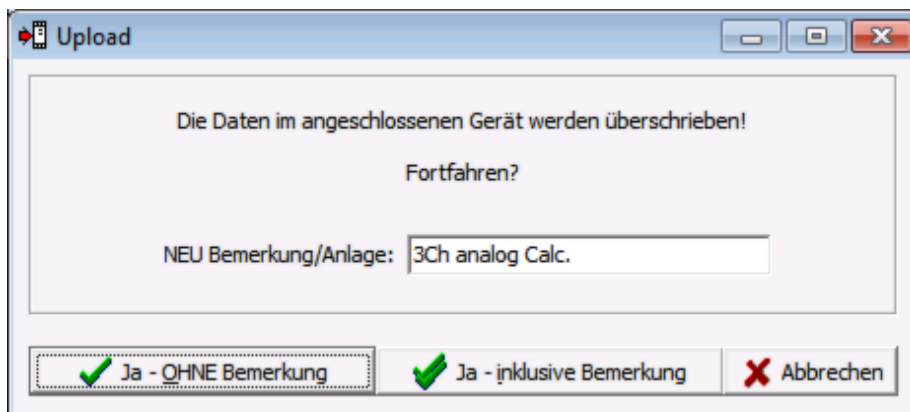 Upload
Die Daten im angeschlossenen Gerät werden überschrieben!
Fortfahren?
NEU Bemerkung/Anlage: 3Ch analog Calc.
Ja - OHNE Bemerkung Ja - inklusive Bemerkung Abbrechen